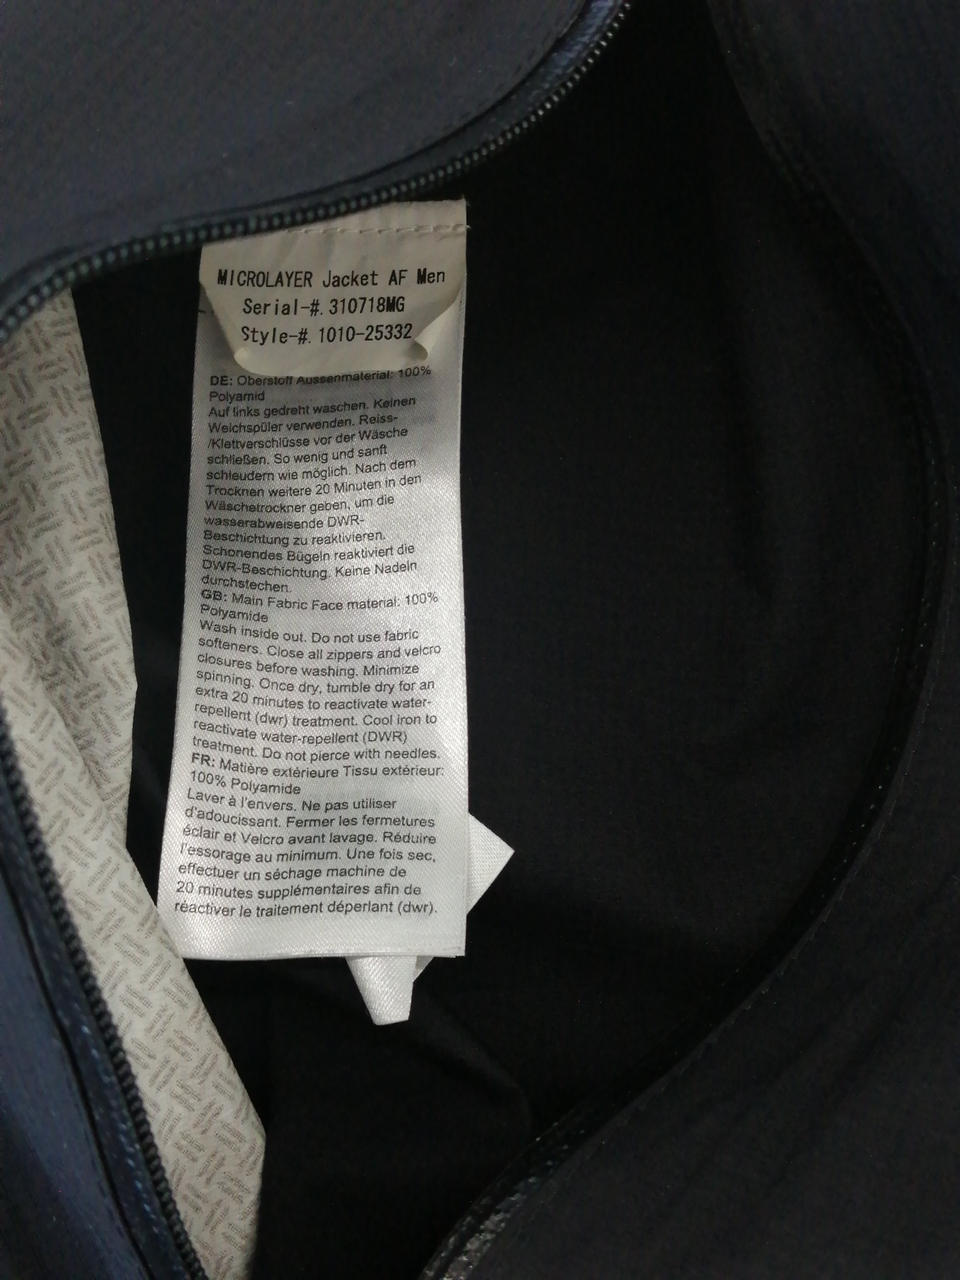 MICROLAYER Jacket AF Men
Serial-#. 310718MG
Style-#. 1010-25332
DE: Oberstoff Aussenmaterial: 100%
Polyamid
Auf links gedreht waschen. Keinen
Weichspüler verwenden. Reiss-
/Klettverschlüsse vor der Wäsche
schließen. So wenig und sanft
schleudern wie möglich. Nach dem
Trocknen weitere 20 Minuten in den
Wäschetrockner geben, um die
wasserabweisende DWR-
Beschichtung zu reaktivieren.
Schonendes Bügeln reaktiviert die
DWR-Beschichtung. Keine Nadeln
durchstechen.
GB: Main Fabric Face material: 100%
Polyamide
Wash inside out. Do not use fabric
softeners. Close all zippers and velcro
closures before washing. Minimize
spinning. Once dry, tumble dry for an
extra 20 minutes to reactivate water-
repellent (dwr) treatment. Cool iron to
reactivate water-repellent (DWR)
treatment. Do not pierce with needles.
FR: Matière extérieure Tissu extérieur:
100% Polyamide
Laver à l'envers. Ne pas utiliser
d'adoucissant. Fermer les fermetures
éclair et Velcro avant lavage. Réduire
l'essorage au minimum. Une fois sec,
effectuer un séchage machine de
20 minutes supplémentaires afin de
réactiver le traitement déperlant (dwr).